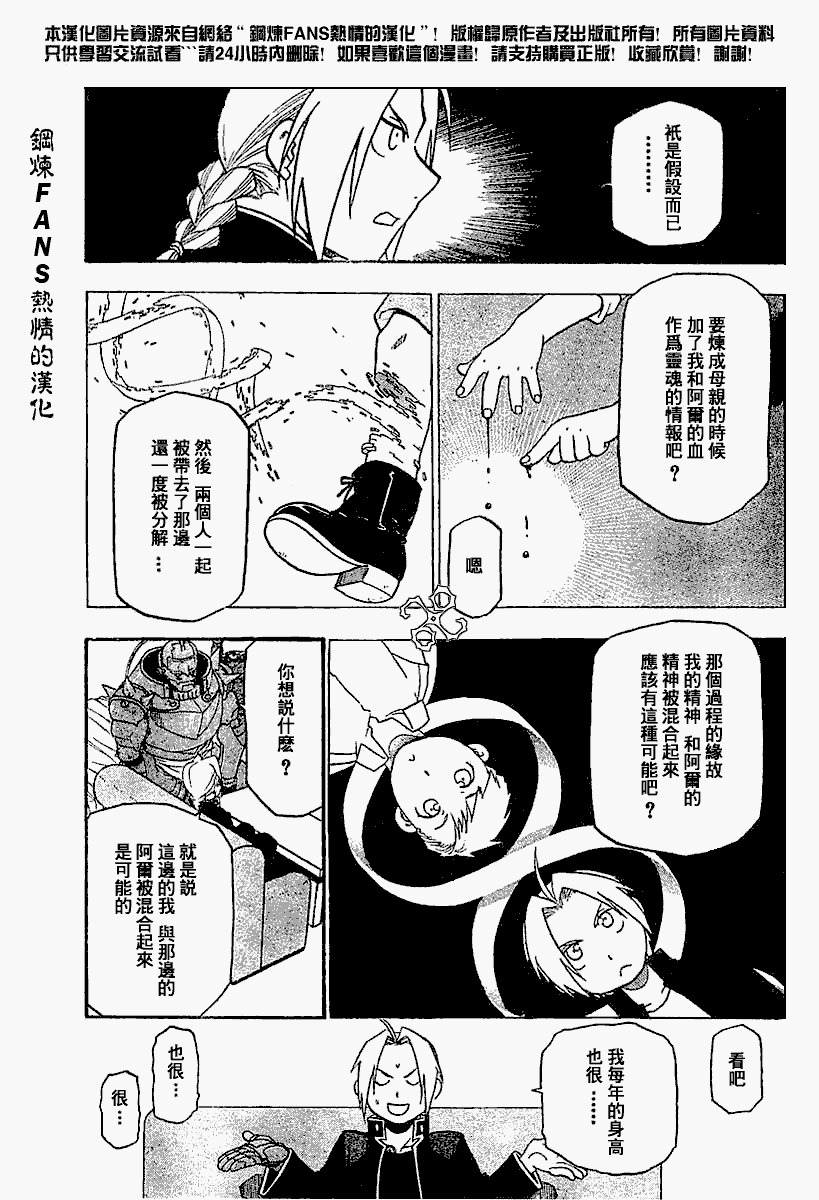 本漢化圖片資源來自網絡“鋼煉FANS熱情的漢化”！版權歸原作者及出版社所有！所有圖片資料
只供學習交流試看```請24小時內刪除！如果喜歡這個漫畫！請支持購買正版！收藏欣賞！謝謝！
鋼煉FANS熱情的漢化
衹是假設而已
…………
要煉成母親的時候
加了我和阿爾的血
作爲靈魂的情報吧？
嗯
然後 兩個人一起
被帶去了那邊
還一度被分解…
那個過程的緣故
我的精神 和阿爾的
精神被混合起來
應該有這種可能吧？
你想説什麽？
就是説
這邊的我 與那邊的
阿爾被混合起來
是可能的
看吧
我每年的身高
也很……
也很…
很…